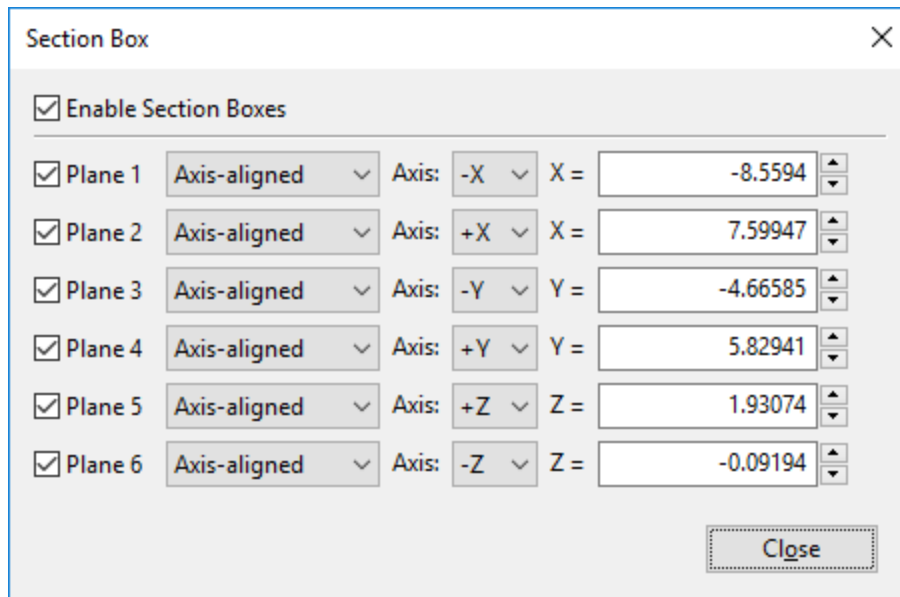 Section Box
Enable Section Boxes
Plane 1 Axis-aligned Axis: -X X = -8.5594
Plane 2 Axis-aligned Axis: +X X = 7.59947
Plane 3 Axis-aligned Axis: -Y Y = -4.66585
Plane 4 Axis-aligned Axis: +Y Y = 5.82941
Plane 5 Axis-aligned Axis: +Z Z = 1.93074
Plane 6 Axis-aligned Axis: -Z Z = -0.09194
Close